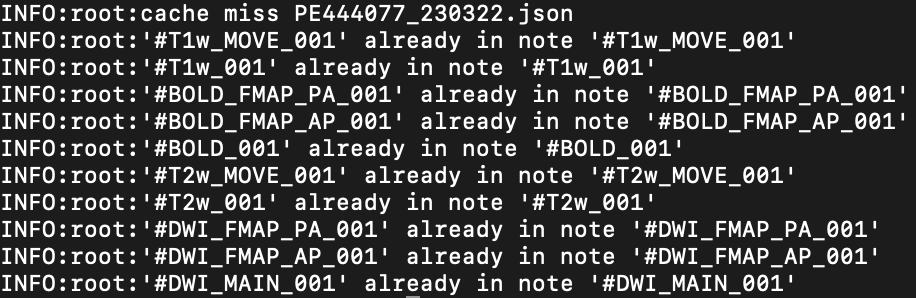 INFO:root:cache miss PE444077_230322.json
INFO:root:'#T1w_MOVE_001' already in note '#T1w_MOVE_001'
INFO:root:'#T1w_001' already in note '#T1w_001'
INFO:root:'#BOLD_FMAP_PA_001' already in note '#BOLD_FMAP_PA_001'
INFO:root:'#BOLD_FMAP_AP_001' already in note '#BOLD_FMAP_AP_001'
INFO:root:'#BOLD_001' already in note '#BOLD_001'
INFO:root:'#T2w_MOVE_001' already in note '#T2w_MOVE_001'
INFO:root:'#T2w_001' already in note '#T2w_001'
INFO:root:'#DWI_FMAP_PA_001' already in note '#DWI_FMAP_PA_001'
INFO:root:'#DWI_FMAP_AP_001' already in note '#DWI_FMAP_AP_001'
INFO:root:'#DWI_MAIN_001' already in note '#DWI_MAIN_001'